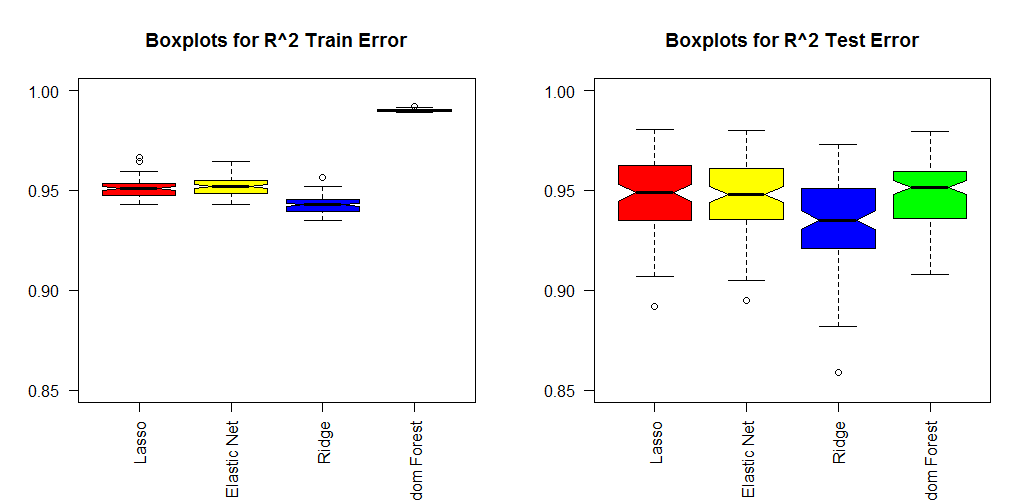 Boxplots for R^2 Train Error
1.00
0.95
0.90
0.85
Lasso
Elastic Net
Ridge
dom Forest
Boxplots for R^2 Test Error
1.00
0.95
0.90
0.85
Lasso
Elastic Net
Ridge
dom Forest